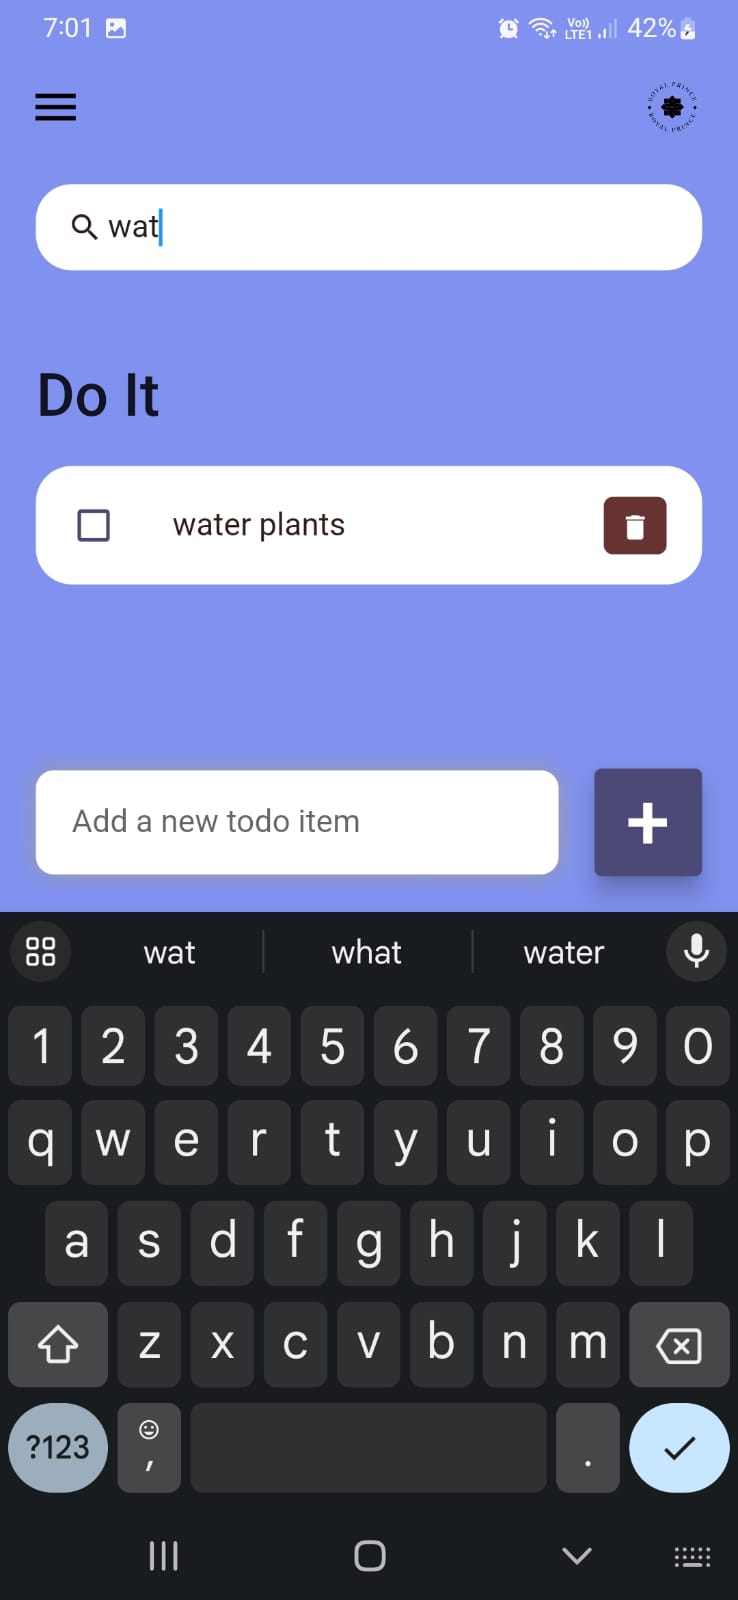 7:01 Vo)) LTE1 42%
ROYAL PRINCE ROYAL PRINCE
wat
Do It
water plants
Add a new todo item
wat what water
1 2 3 4 5 6 7 8 9 0
q w e r t y u i o p
a s d f g h j k l
z x c v b n m
?123 , .